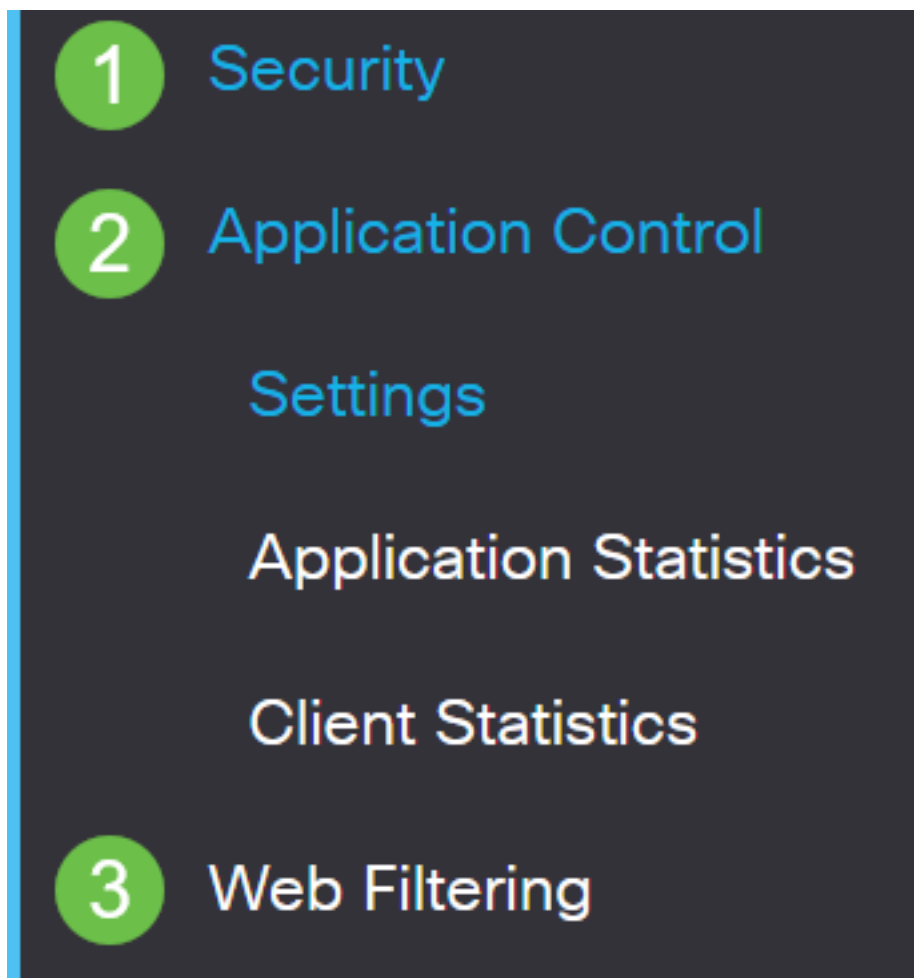 1 Security
2 Application Control
Settings
Application Statistics
Client Statistics
3 Web Filtering